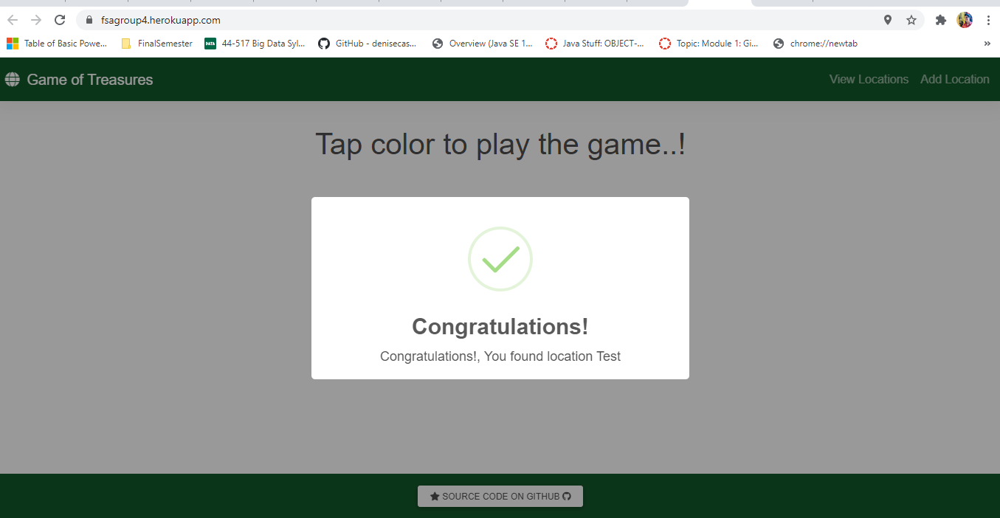 fsagroup4.herokuapp.com
Table of Basic Powe... FinalSemester DATA 44-517 Big Data Syl... GitHub - denisecas... Overview (Java SE 1... Java Stuff: OBJECT-... Topic: Module 1: Gi... chrome://newtab
Game of Treasures View Locations Add Location
Tap color to play the game..!
Congratulations!
Congratulations!, You found location Test
SOURCE CODE ON GITHUB